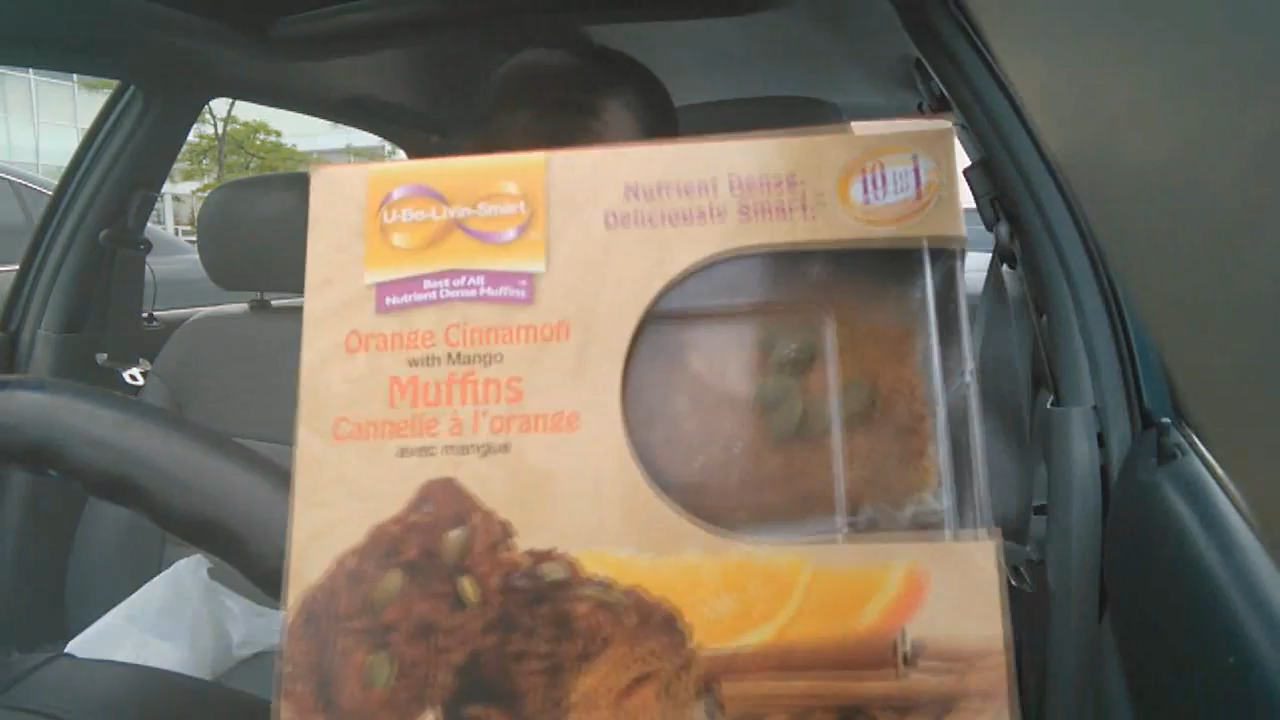 U-Be-Livin-Smart
Best of All
Nutrient Dense Muffins
Nutrient Dense.
Deliciously Smart.
10 in 1
Orange Cinnamon
with Mango
Muffins
Cannelle à l'orange
avec mangue